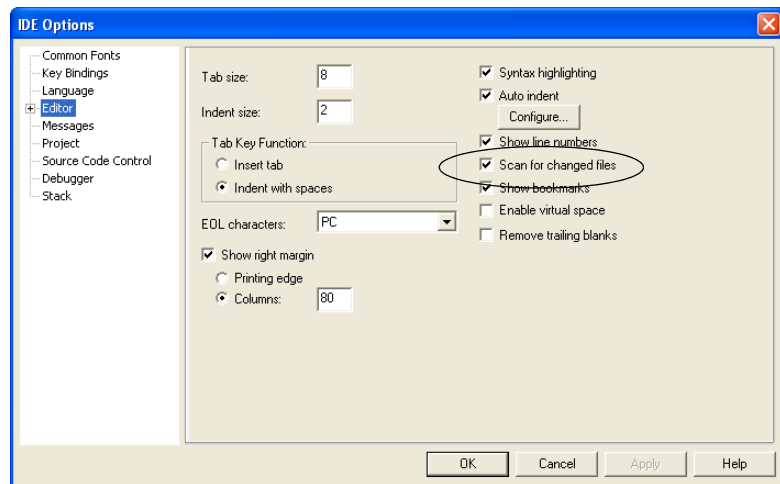 IDE Options
Common Fonts
Key Bindings
Language
Editor
Messages
Project
Source Code Control
Debugger
Stack
Tab size:
8
Indent size:
2
Tab Key Function:
Insert tab
Indent with spaces
EOL characters:
PC
Show right margin
Printing edge
Columns:
80
Syntax highlighting
Auto indent
Configure...
Show line numbers
Scan for changed files
Show bookmarks
Enable virtual space
Remove trailing blanks
OK
Cancel
Apply
Help